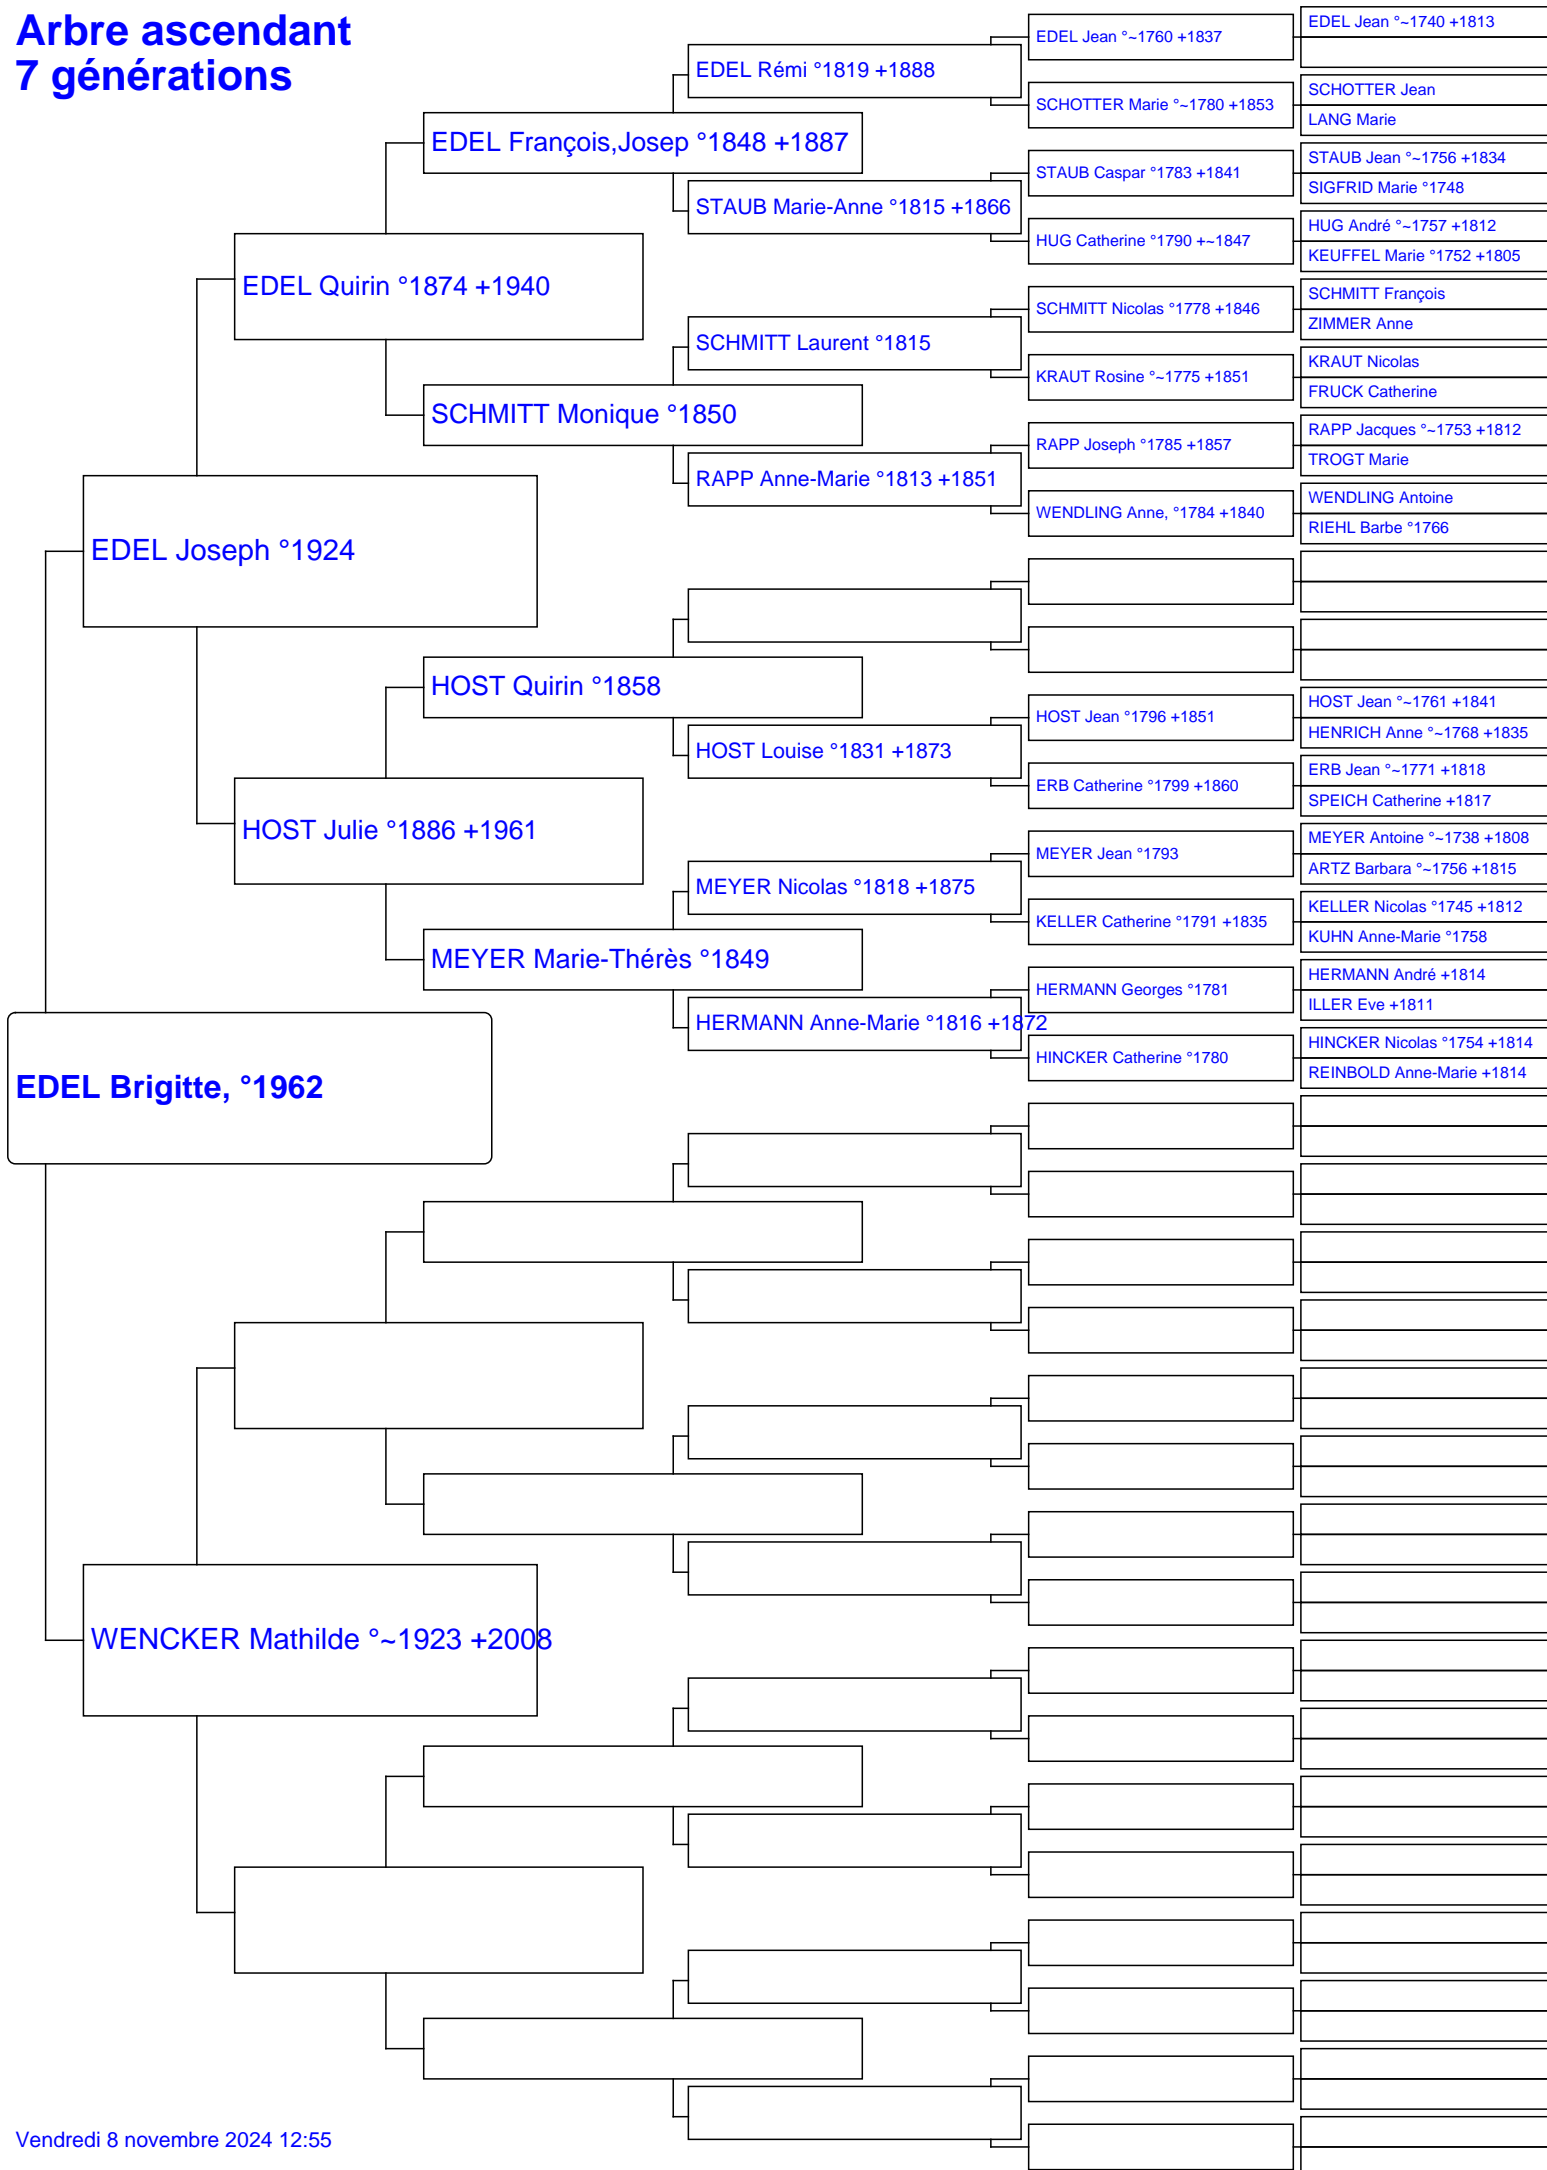 Arbre ascendant
7 générations
EDEL Brigitte, °1962
EDEL Joseph °1924
WENCKER Mathilde °~1923 +2008
EDEL Quirin °1874 +1940
HOST Julie °1886 +1961
EDEL François,Josep °1848 +1887
SCHMITT Monique °1850
HOST Quirin °1858
MEYER Marie-Thérès °1849
EDEL Rémi °1819 +1888
STAUB Marie-Anne °1815 +1866
SCHMITT Laurent °1815
RAPP Anne-Marie °1813 +1851
HOST Louise °1831 +1873
MEYER Nicolas °1818 +1875
HERMANN Anne-Marie °1816 +1872
EDEL Jean °~1760 +1837
SCHOTTER Marie °~1780 +1853
STAUB Caspar °1783 +1841
HUG Catherine °1790 +~1847
SCHMITT Nicolas °1778 +1846
KRAUT Rosine °~1775 +1851
RAPP Joseph °1785 +1857
WENDLING Anne, °1784 +1840
HOST Jean °1796 +1851
ERB Catherine °1799 +1860
MEYER Jean °1793
KELLER Catherine °1791 +1835
HERMANN Georges °1781
HINCKER Catherine °1780
EDEL Jean °~1740 +1813
SCHOTTER Jean
LANG Marie
STAUB Jean °~1756 +1834
SIGFRID Marie °1748
HUG André °~1757 +1812
KEUFFEL Marie °1752 +1805
SCHMITT François
ZIMMER Anne
KRAUT Nicolas
FRUCK Catherine
RAPP Jacques °~1753 +1812
TROGT Marie
WENDLING Antoine
RIEHL Barbe °1766
HOST Jean °~1761 +1841
HENRICH Anne °~1768 +1835
ERB Jean °~1771 +1818
SPEICH Catherine +1817
MEYER Antoine °~1738 +1808
ARTZ Barbara °~1756 +1815
KELLER Nicolas °1745 +1812
KUHN Anne-Marie °1758
HERMANN André +1814
ILLER Eve +1811
HINCKER Nicolas °1754 +1814
REINBOLD Anne-Marie +1814
Vendredi 8 novembre 2024 12:55